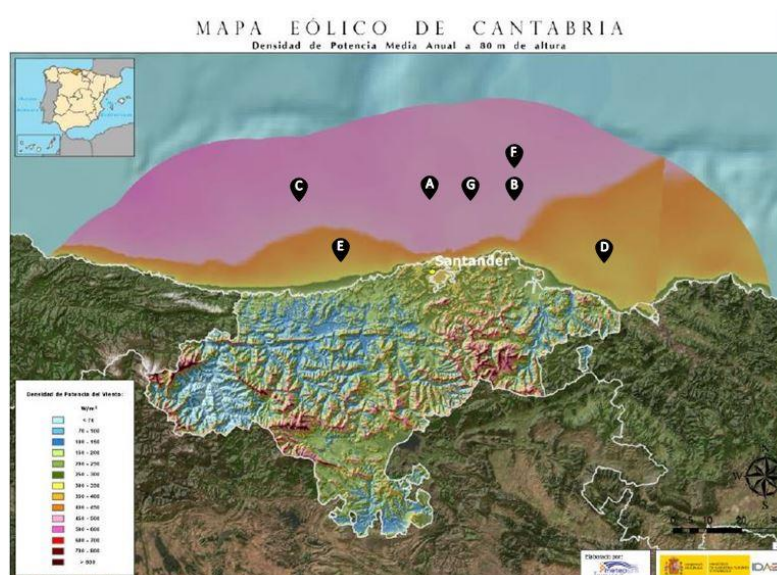 MAPA EÓLICO DE CANTABRIA
Densidad de Potencia Media Anual a 80 m de altura
F
C
A
G
B
E
D
Santander
Densidad de Potencia del Viento:
W/m²
< 75
75 - 100
100 - 150
150 - 200
200 - 250
250 - 300
300 - 350
350 - 400
400 - 450
450 - 500
500 - 600
600 - 700
700 - 800
> 800
W
S
Elaborado por:
meteo